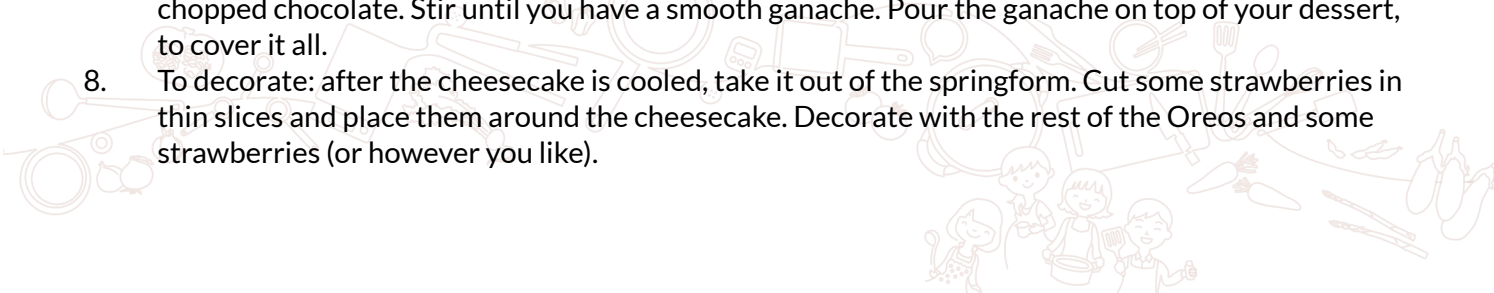 chopped chocolate. Stir until you have a smooth ganache. Pour the ganache on top of your dessert,
to cover it all.
8. To decorate: after the cheesecake is cooled, take it out of the springform. Cut some strawberries in
thin slices and place them around the cheesecake. Decorate with the rest of the Oreos and some
strawberries (or however you like).